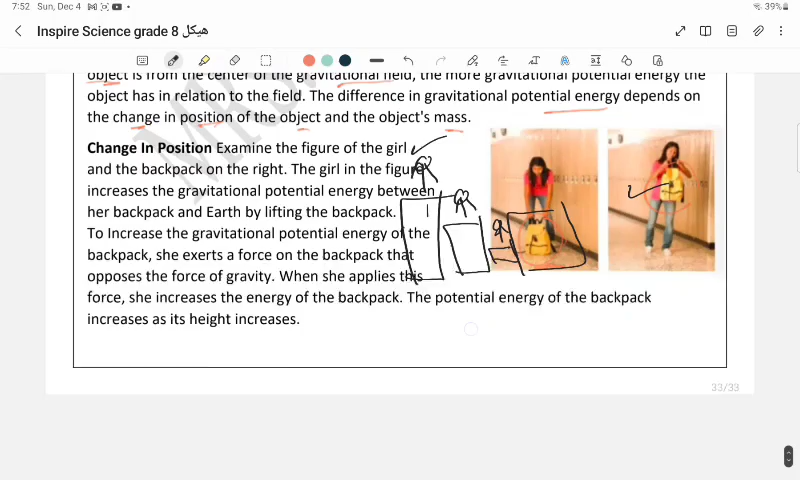 7:52 Sun, Dec 4
39%
Inspire Science grade 8 هيكل
object is from the center of the gravitational field, the more gravitational potential energy the
object has in relation to the field. The difference in gravitational potential energy depends on
the change in position of the object and the object's mass.
Change In Position Examine the figure of the girl
and the backpack on the right. The girl in the figure
increases the gravitational potential energy between
her backpack and Earth by lifting the backpack.
To Increase the gravitational potential energy of the
backpack, she exerts a force on the backpack that
opposes the force of gravity. When she applies this
force, she increases the energy of the backpack. The potential energy of the backpack
increases as its height increases.
33/33